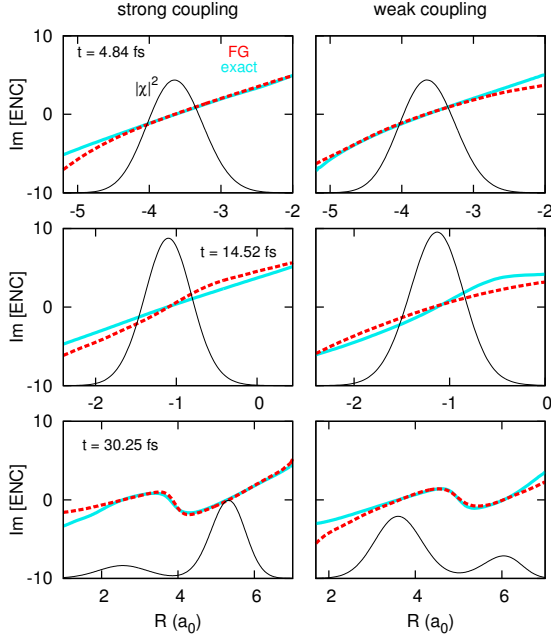 strong coupling weak coupling
10
t = 4.84 fs FG
exact
|χ|²
Im [ENC]
0
-10
-5 -4 -3 -2 -5 -4 -3 -2
10
t = 14.52 fs
Im [ENC]
0
-10
-2 -1 0 -2 -1 0
10
t = 30.25 fs
Im [ENC]
0
-10
2 4 6 2 4 6
R (a₀) R (a₀)